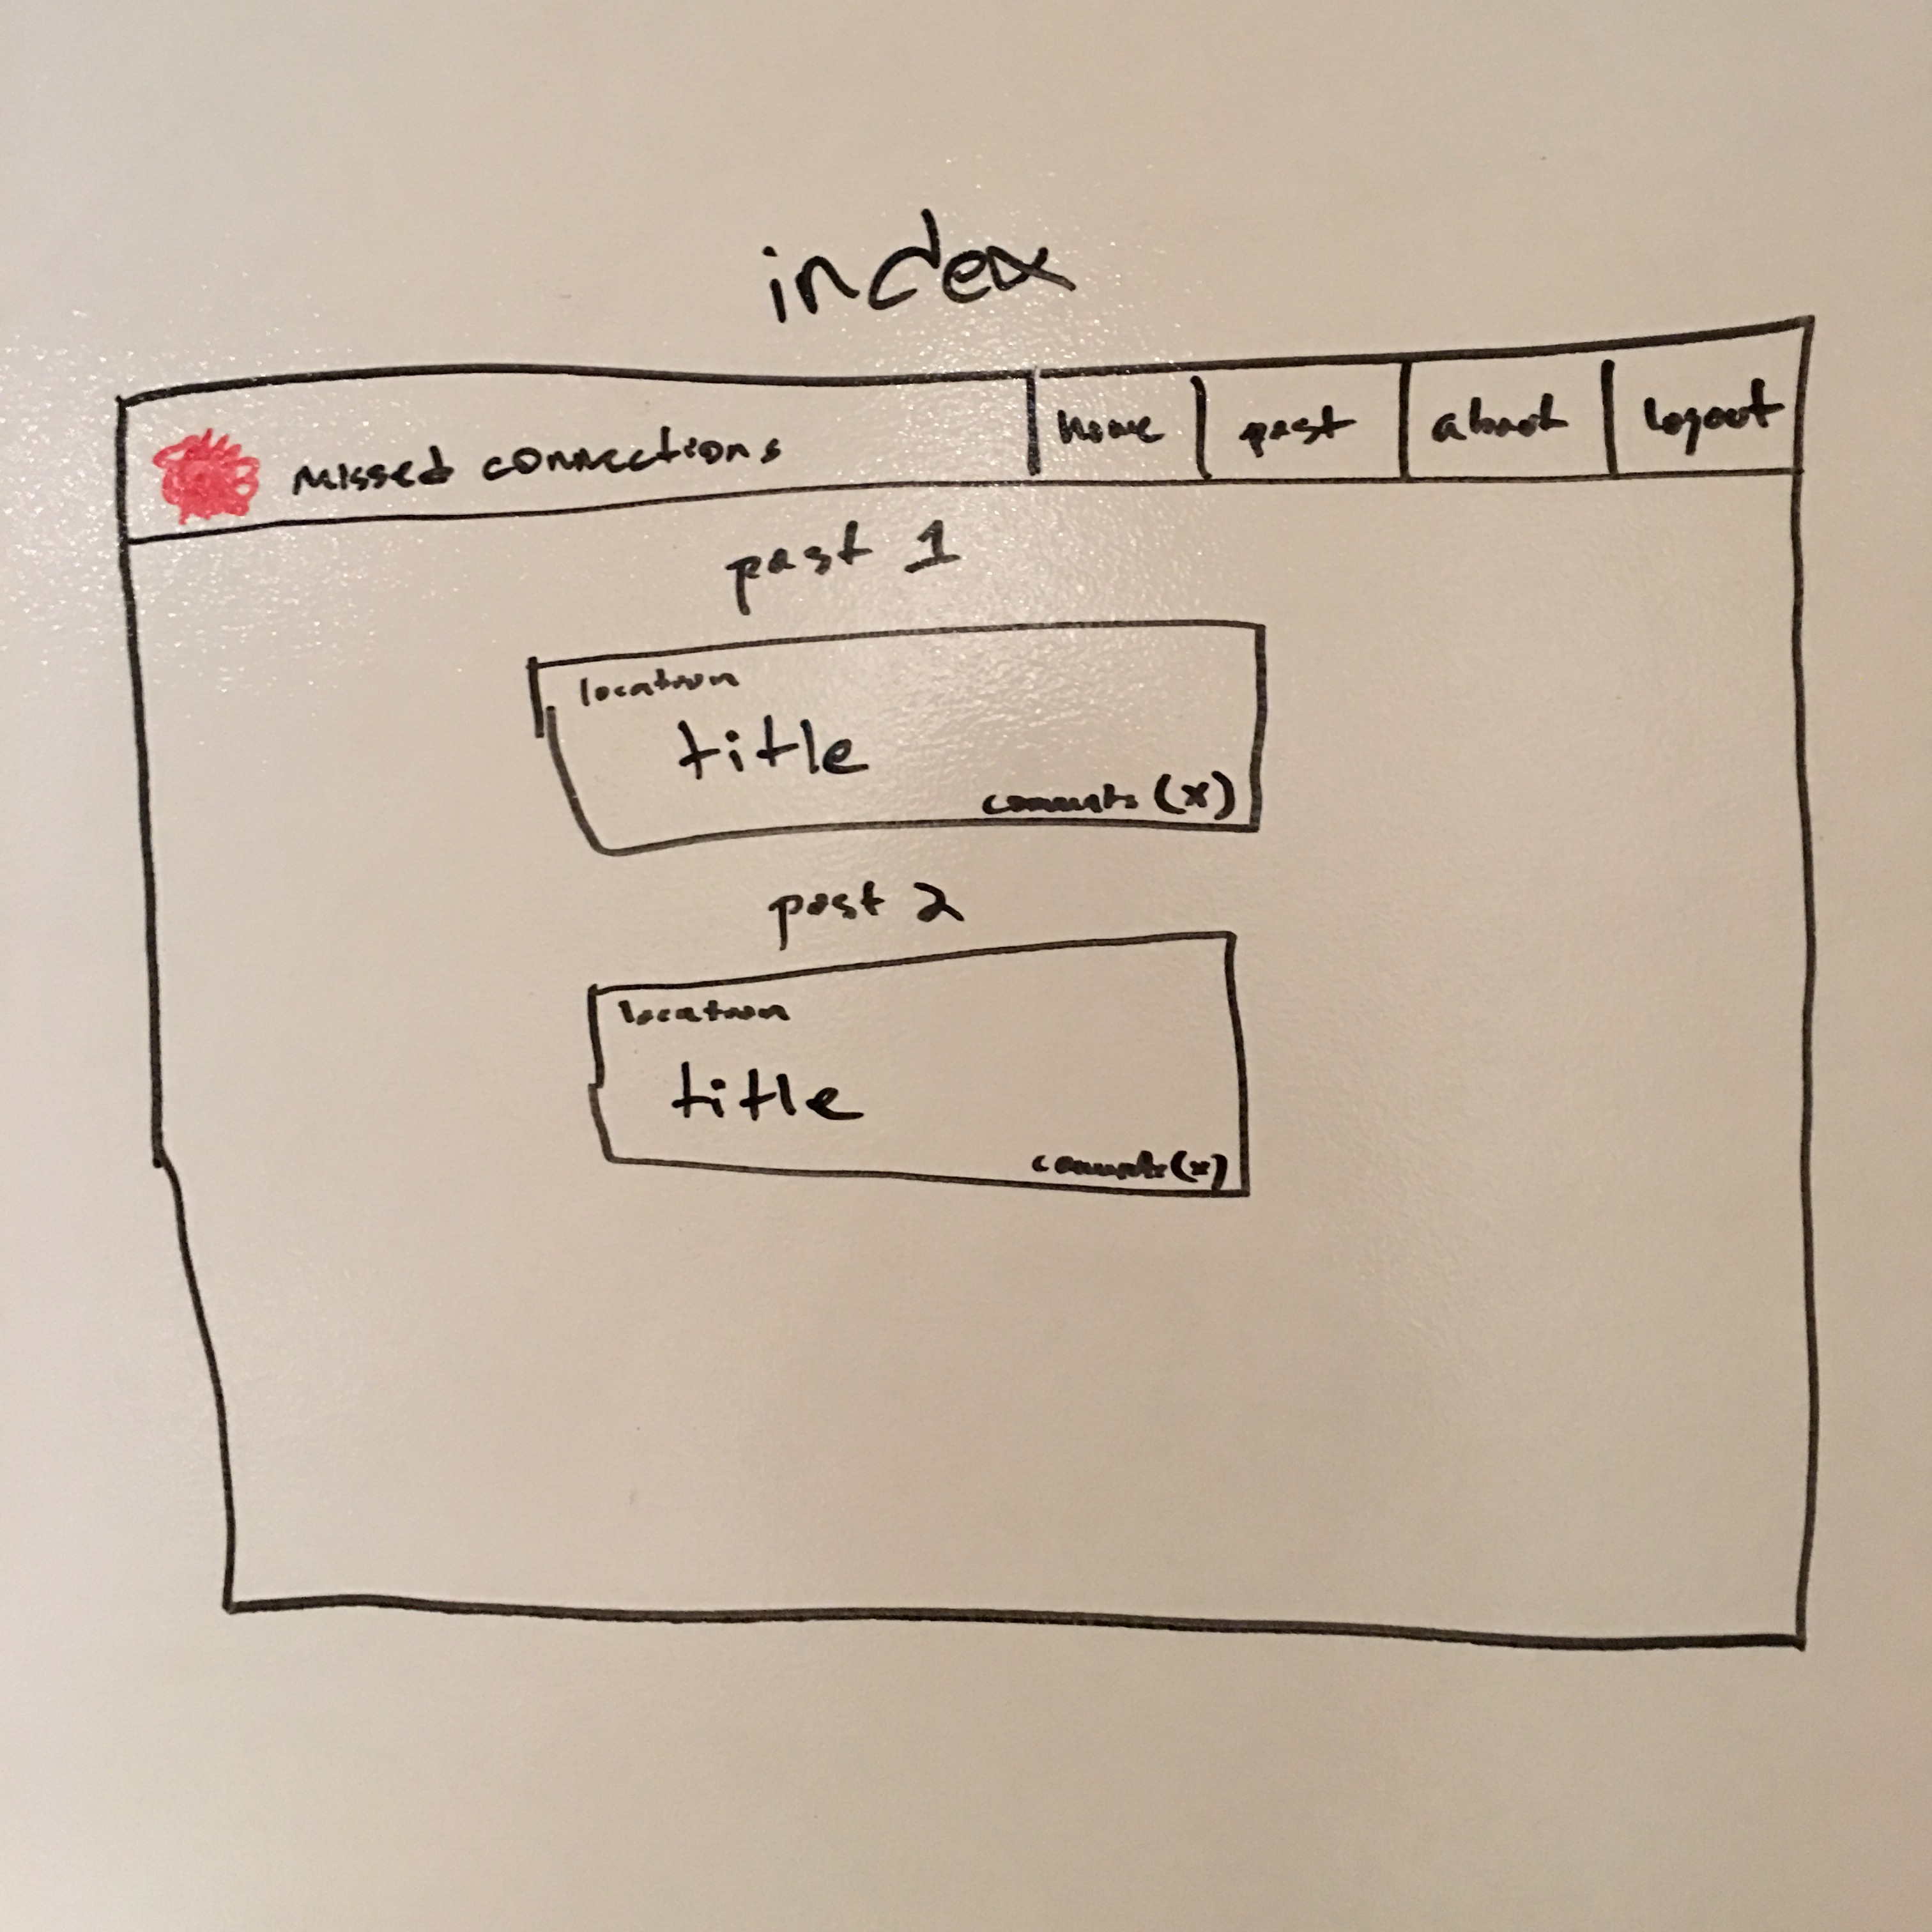 index
missed connections home post about logout
post 1
location
title
comments (x)
post 2
location
title
comments (x)